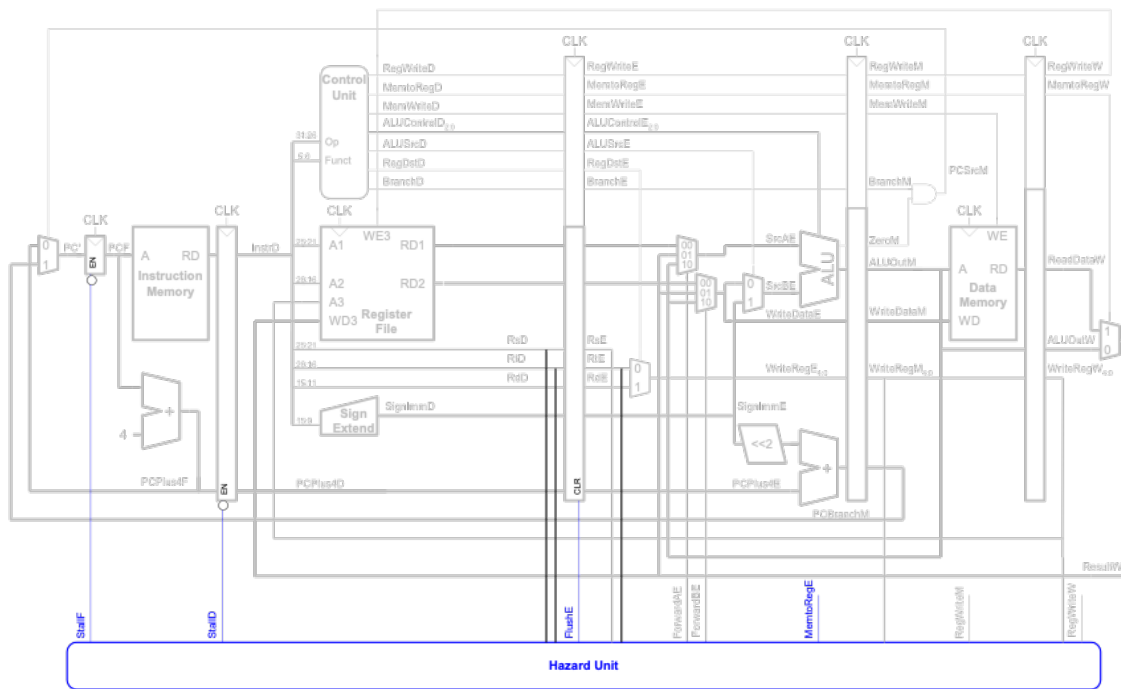 CLK CLK CLK
Control Unit
RegWriteD RegWriteE RegWriteM RegWriteW
MemtoRegD MemtoRegE MemtoRegM MemtoRegW
MemWriteD MemWriteE MemWriteM
ALUControlD2:0 ALUControlE2:0
31:26 Op ALUSrcD ALUSrcE
5:0 Funct RegDstD RegDstE PCSrcM
BranchD BranchE BranchM
CLK CLK CLK CLK
WE3 WE
0 1 PC' EN PCF A RD InstrD 25:21 A1 RD1 00 01 10 SrcAE ALU ZeroM ALUOutM A RD ReadDataW
Instruction Memory 20:16 A2 RD2 00 01 10 0 1 SrcBE Data Memory
A3
WD3 Register File WriteDataE WriteDataM WD 1 0
25:21 RsD RsE ALUOutW
20:16 RtD RtE 0
15:11 RdD RdE 1 WriteRegE4:0 WriteRegM4:0 WriteRegW4:0
+ 4 15:0 Sign Extend SignImmD SignImmE
<<2 +
PCPlus4F EN PCPlus4D CLR PCPlus4E
PCBranchM
ResultW
StallF StallD FlushE ForwardAE ForwardBE MemtoRegE RegWriteM RegWriteW
Hazard Unit